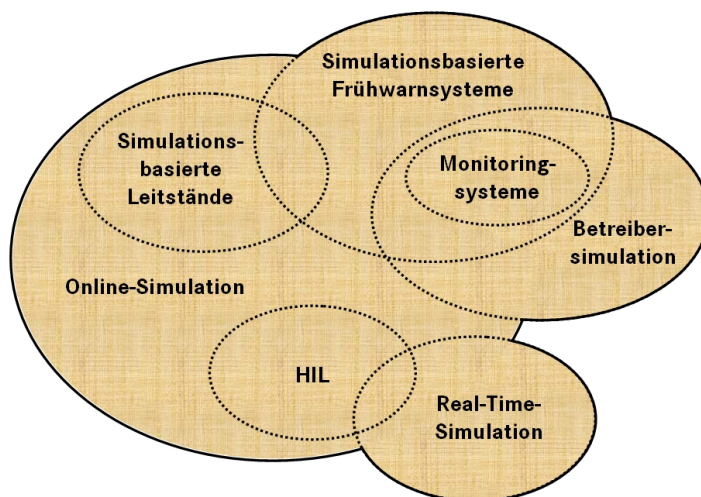 Simulationsbasierte
Frühwarnsysteme
Simulations-
basierte
Leitstände
Monitoring-
systeme
Betreiber-
simulation
Online-Simulation
HIL
Real-Time-
Simulation